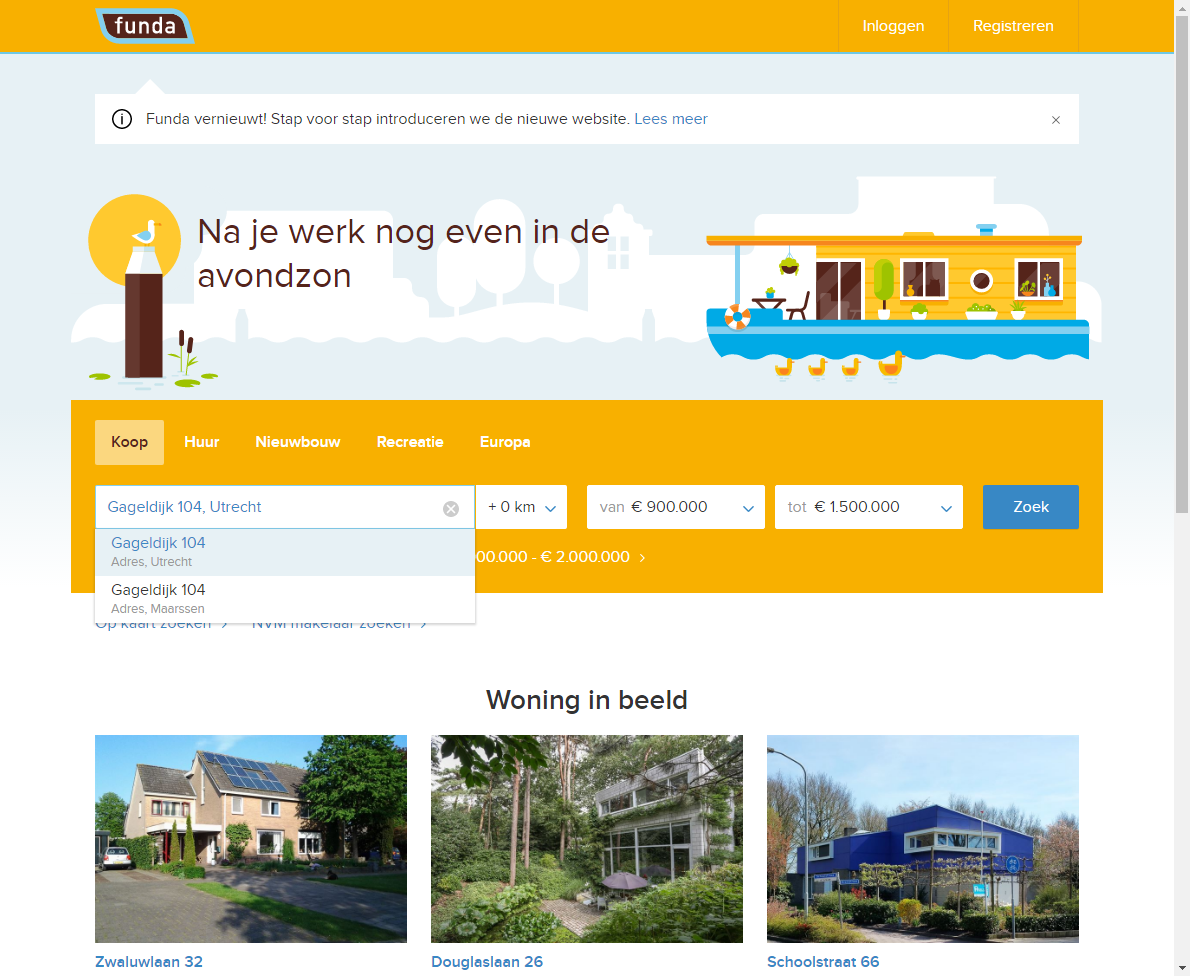 funda
Inloggen
Registreren
Funda vernieuwt! Stap voor stap introduceren we de nieuwe website. Lees meer
Na je werk nog even in de
avondzon
Koop
Huur
Nieuwbouw
Recreatie
Europa
Gageldijk 104, Utrecht
+ 0 km
van € 900.000
tot € 1.500.000
Zoek
Gageldijk 104
Adres, Utrecht
00.000 - € 2.000.000
Gageldijk 104
Adres, Maarssen
Op kaart zoeken
NVM makelaar zoeken
Woning in beeld
Zwaluwlaan 32
Douglaslaan 26
Schoolstraat 66